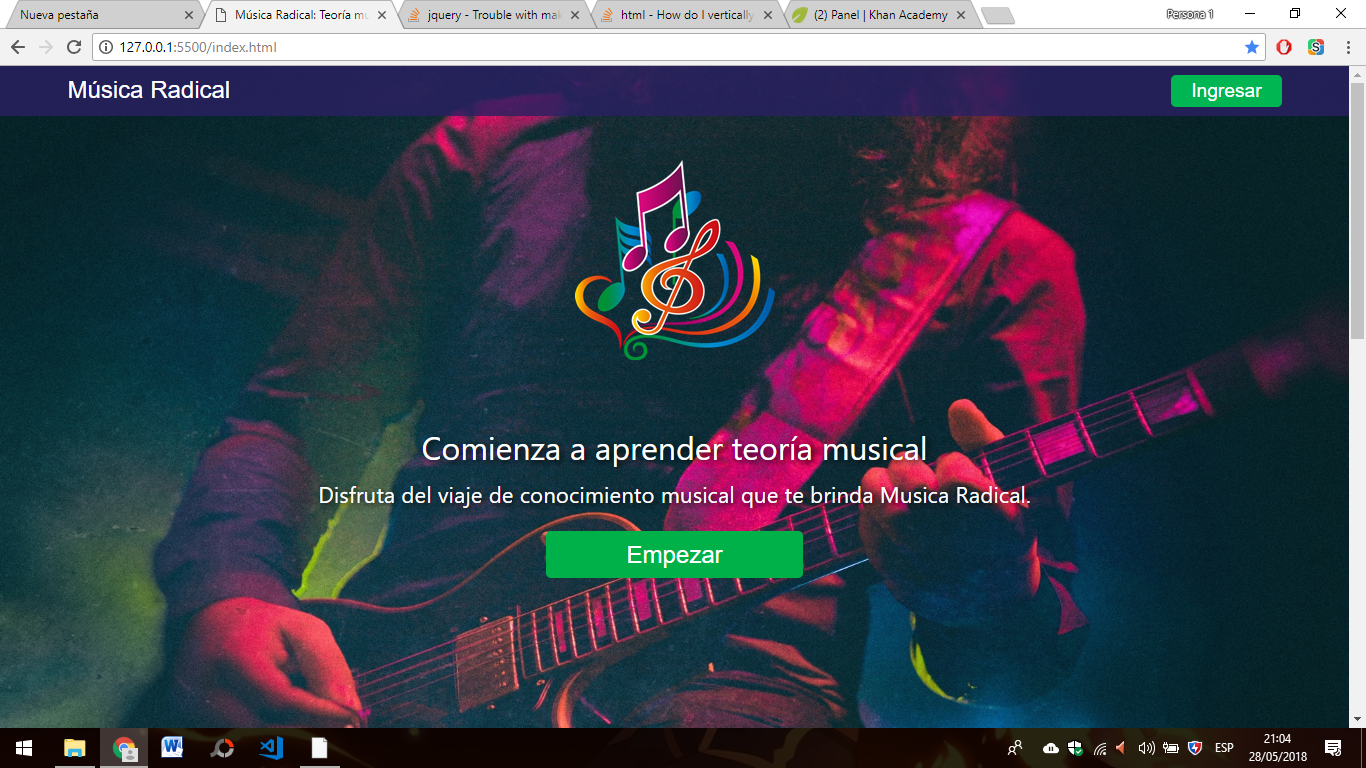 Nueva pestaña
Música Radical: Teoría mu
jquery - Trouble with mak
html - How do I vertically
(2) Panel | Khan Academy
Persona 1
127.0.0.1:5500/index.html
Música Radical
Ingresar
Comienza a aprender teoría musical
Disfruta del viaje de conocimiento musical que te brinda Musica Radical.
Empezar
ESP
21:04
28/05/2018